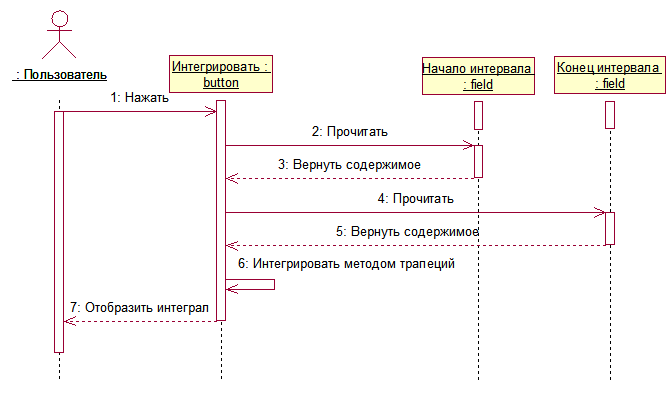 : Пользователь
Интегрировать :
button
Начало интервала
: field
Конец интервала
: field
1: Нажать
2: Прочитать
3: Вернуть содержимое
4: Прочитать
5: Вернуть содержимое
6: Интегрировать методом трапеций
7: Отобразить интеграл